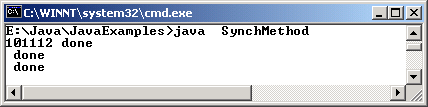 C:\WINNT\system32\cmd.exe
E:\Java\JavaExamples>java  SynchMethod
101112 done
 done
 done